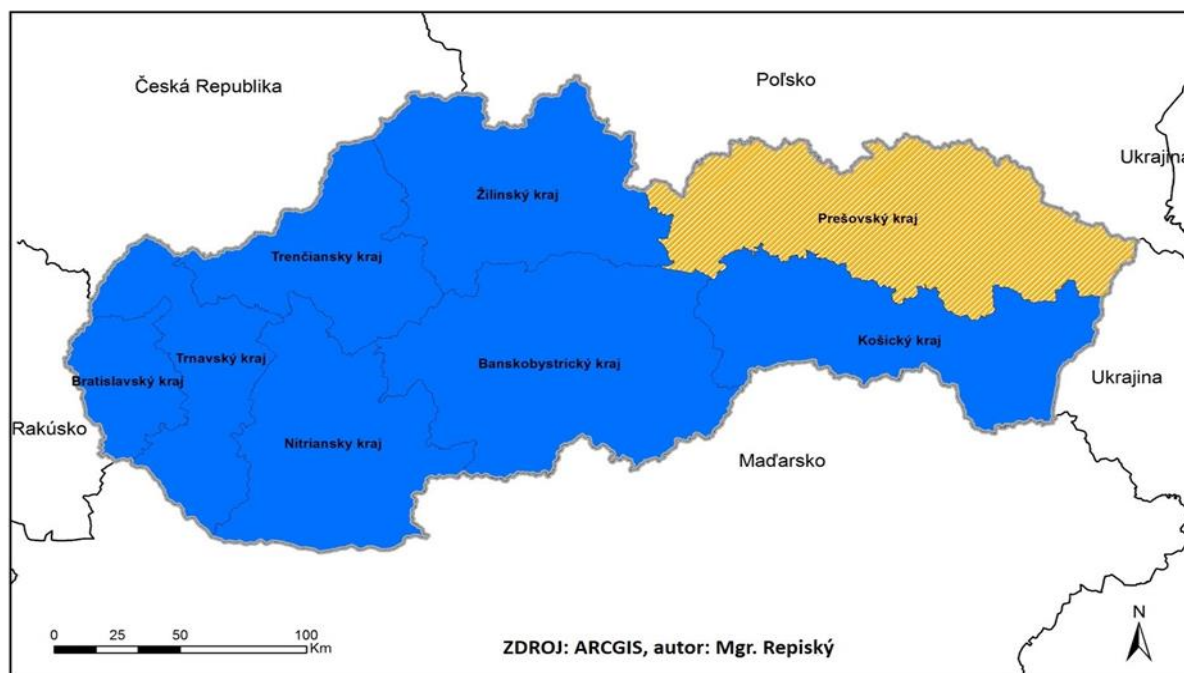 Česká Republika
Poľsko
Ukrajina
Žilinský kraj
Prešovský kraj
Trenčiansky kraj
Košický kraj
Trnavský kraj
Banskobystrický kraj
Bratislavský kraj
Ukrajina
Rakúsko
Nitriansky kraj
Maďarsko
N
0 25 50 100
Km
ZDROJ: ARCGIS, autor: Mgr. Repiský